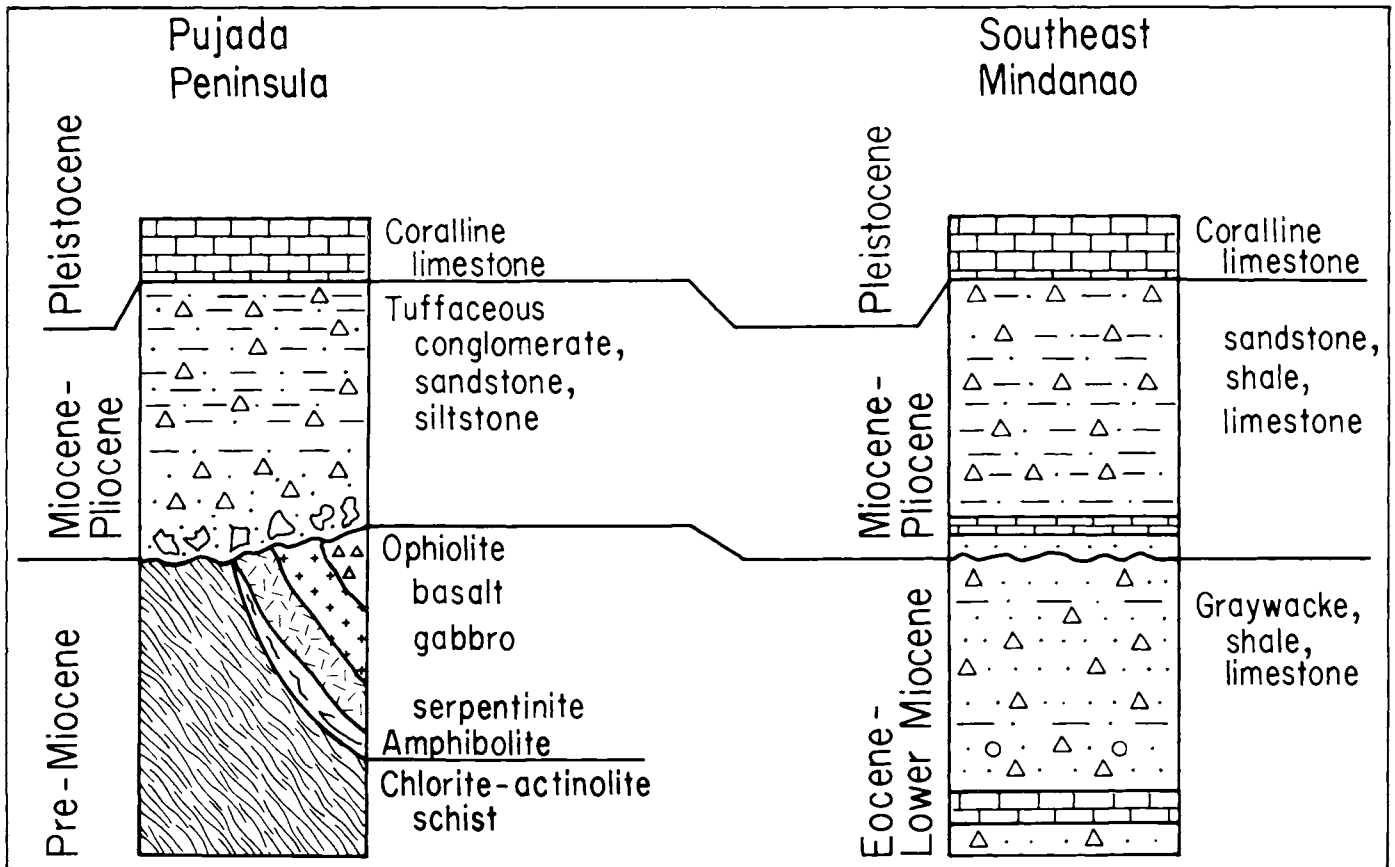 Pujada
Peninsula
Pleistocene
Miocene-
Pliocene
Pre-Miocene
Coralline
limestone
Tuffaceous
conglomerate,
sandstone,
siltstone
Ophiolite
basalt
gabbro
serpentinite
Amphibolite
Chlorite-actinolite
schist
Southeast
Mindanao
Pleistocene
Miocene-
Pliocene
Eocene-
Lower Miocene
Coralline
limestone
sandstone,
shale,
limestone
Graywacke,
shale,
limestone